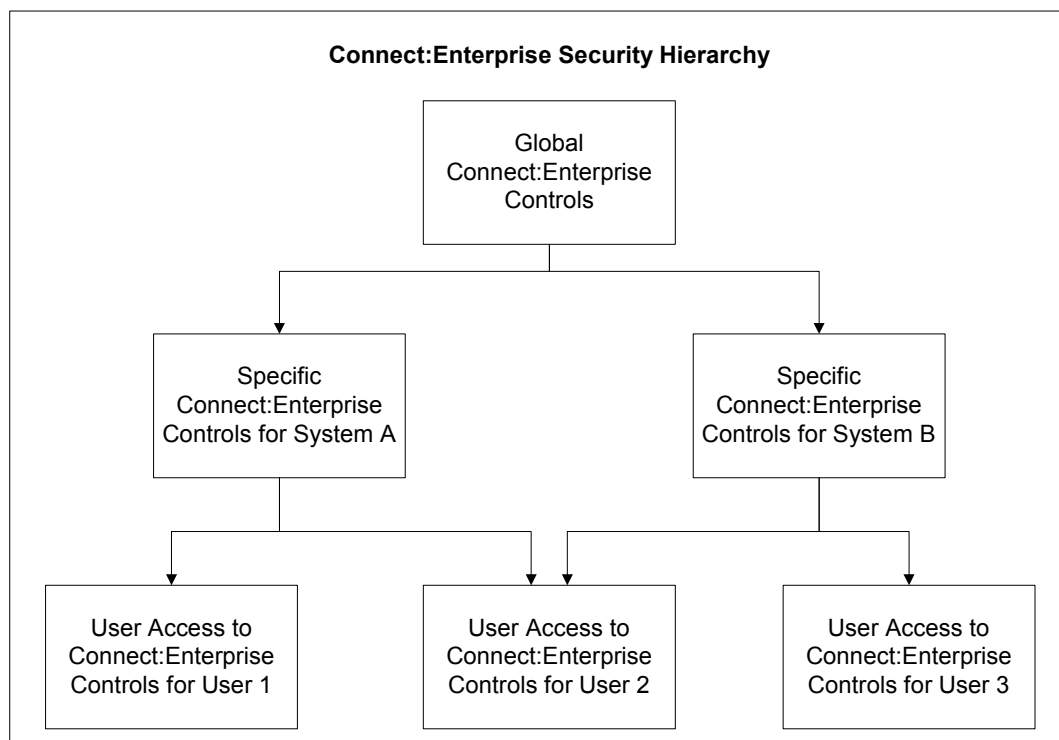 Connect:Enterprise Security Hierarchy
Global
Connect:Enterprise
Controls
Specific
Connect:Enterprise
Controls for System A
Specific
Connect:Enterprise
Controls for System B
User Access to
Connect:Enterprise
Controls for User 1
User Access to
Connect:Enterprise
Controls for User 2
User Access to
Connect:Enterprise
Controls for User 3